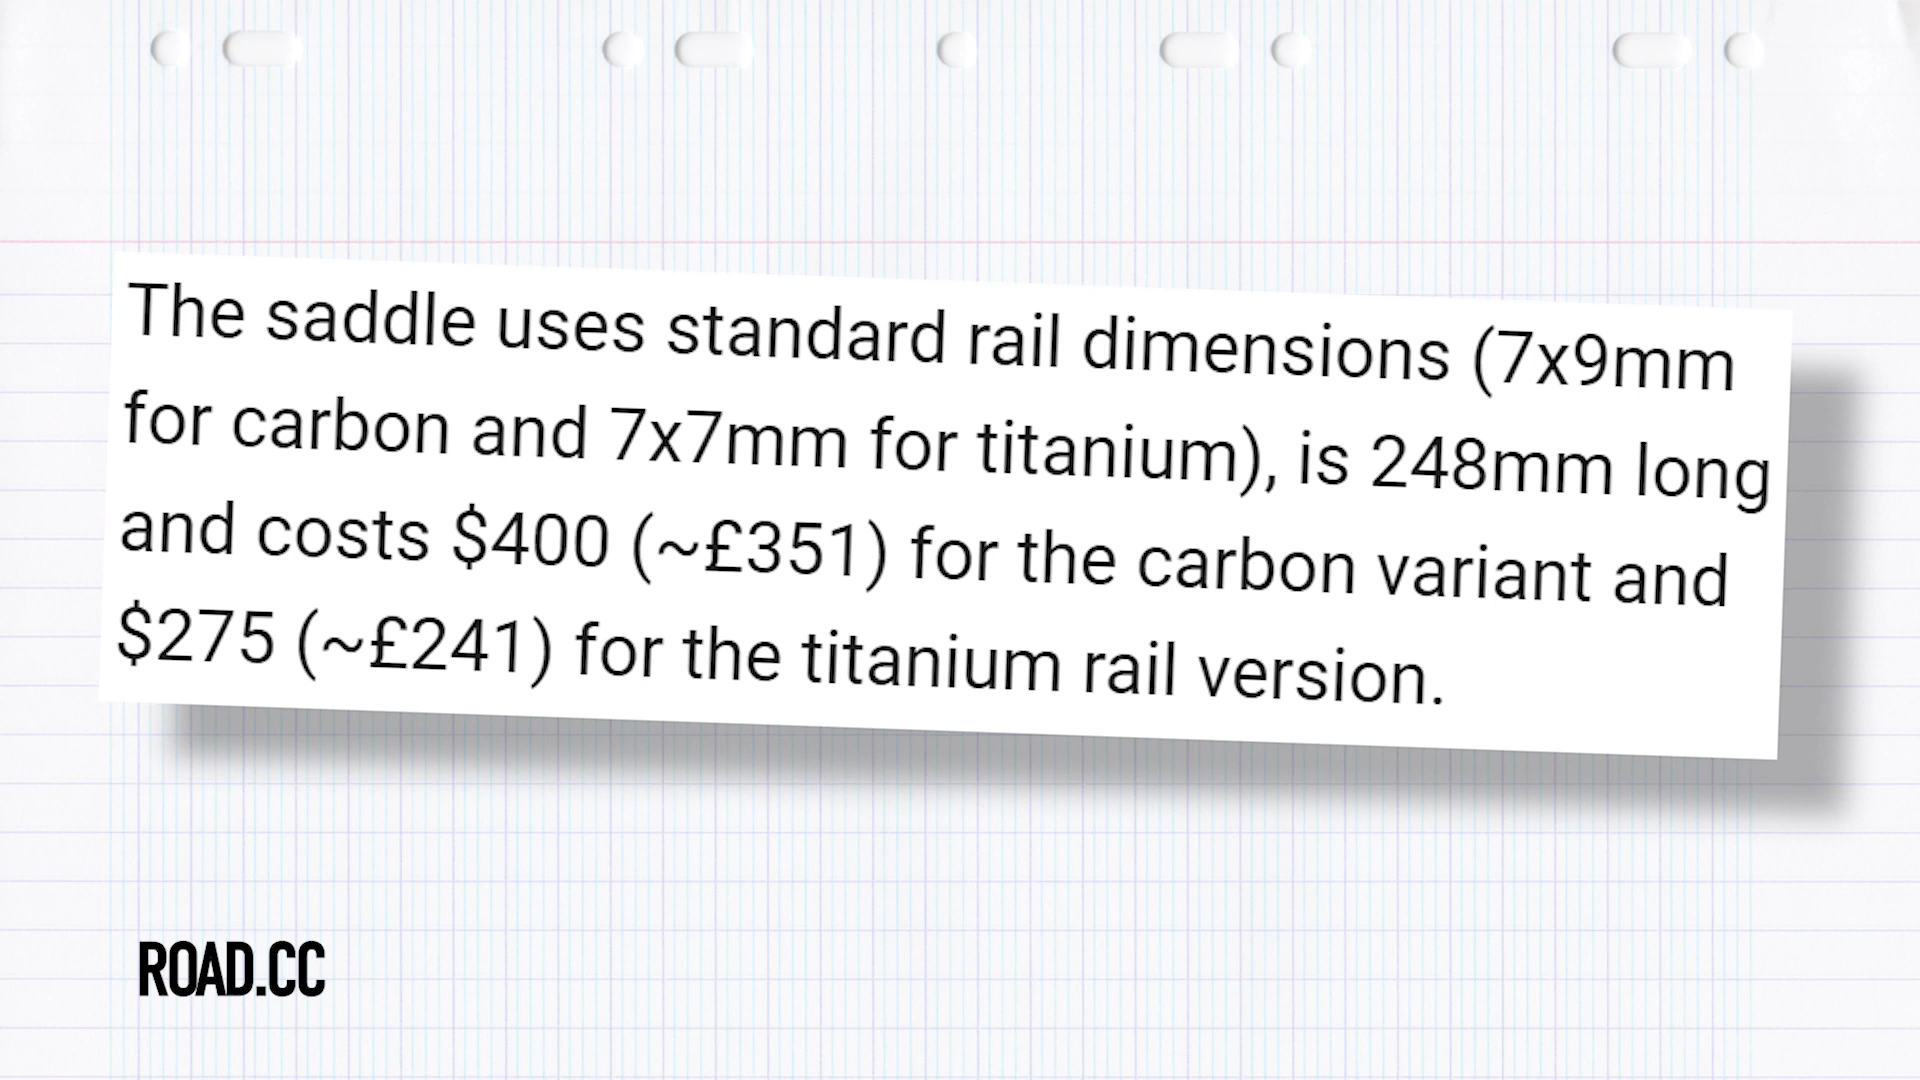 The saddle uses standard rail dimensions (7x9mm
for carbon and 7x7mm for titanium), is 248mm long
and costs $400 (~£351) for the carbon variant and
$275 (~£241) for the titanium rail version.
ROAD.CC